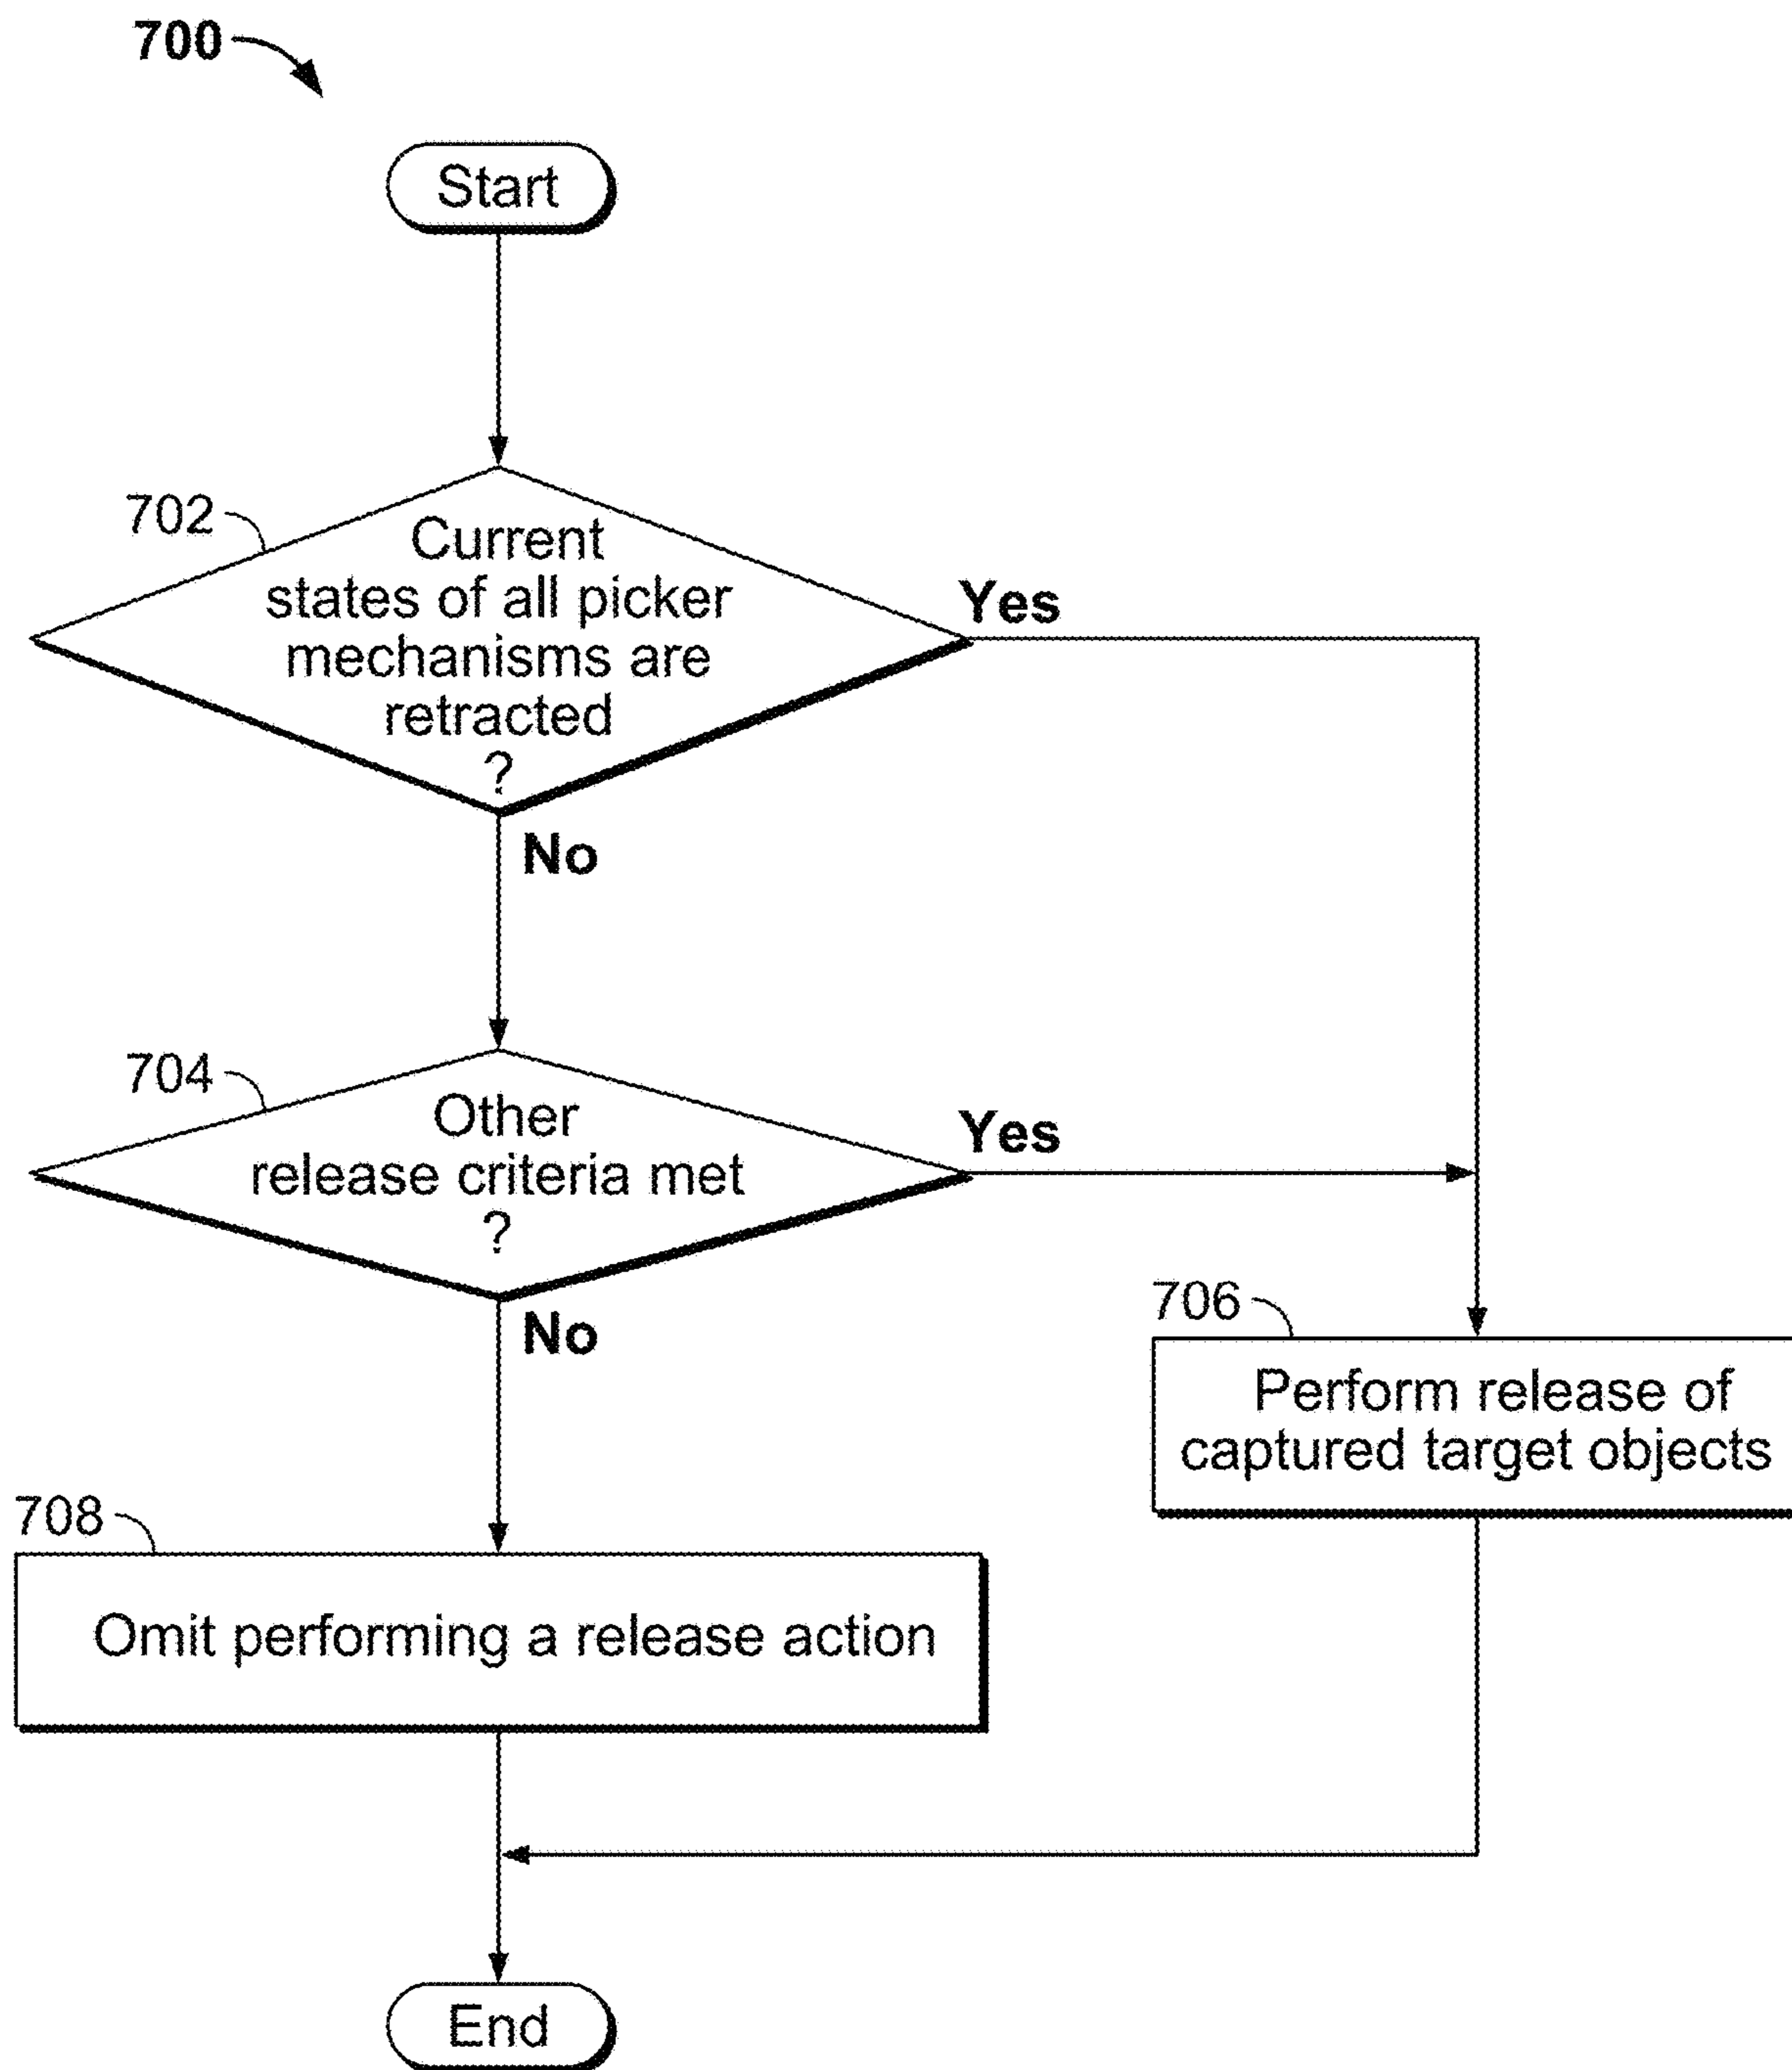 700
Start
702
Current
states of all picker
mechanisms are
retracted
?
Yes
No
704
Other
release criteria met
?
Yes
No
706
Perform release of
captured target objects
708
Omit performing a release action
End